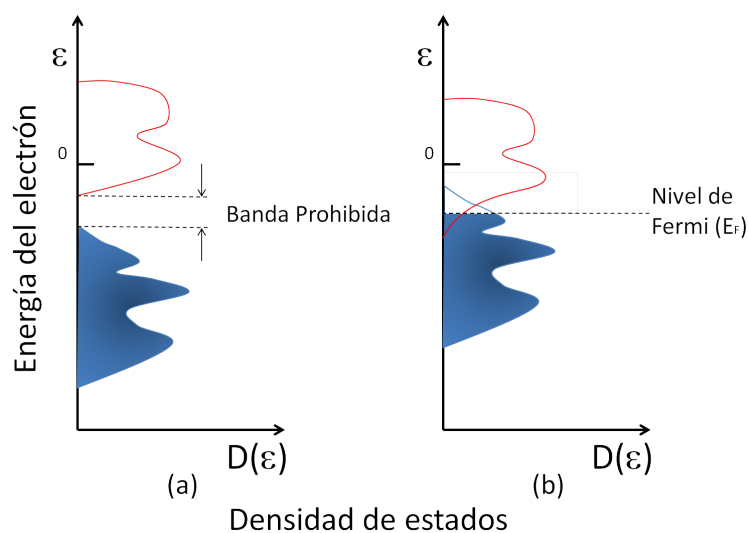 ε
ε
Energía del electrón
0
0
Banda Prohibida
Nivel de
Fermi (EF)
D(ε)
D(ε)
(a)
(b)
Densidad de estados